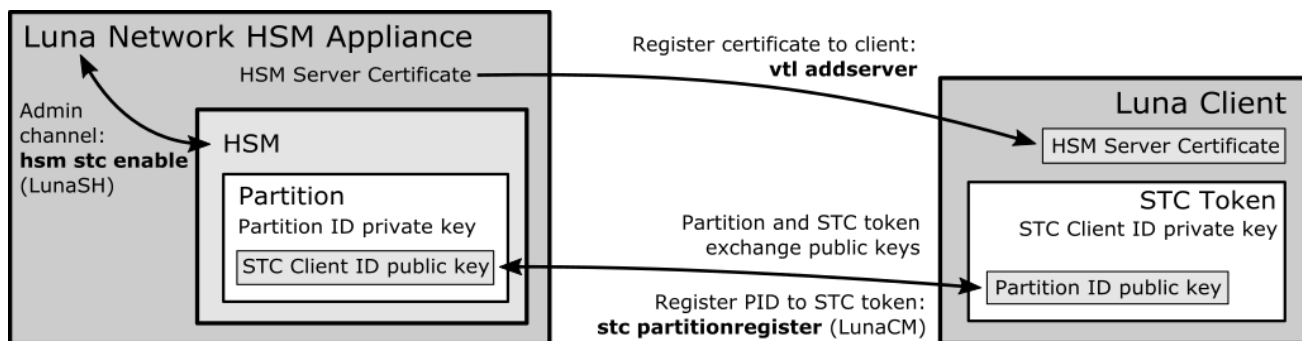 Luna Network HSM Appliance
HSM Server Certificate
Admin
channel:
hsm stc enable
(LunaSH)
HSM
Partition
Partition ID private key
STC Client ID public key
Register certificate to client:
vtl addserver
Partition and STC token
exchange public keys
Register PID to STC token:
stc partitionregister (LunaCM)
Luna Client
HSM Server Certificate
STC Token
STC Client ID private key
Partition ID public key